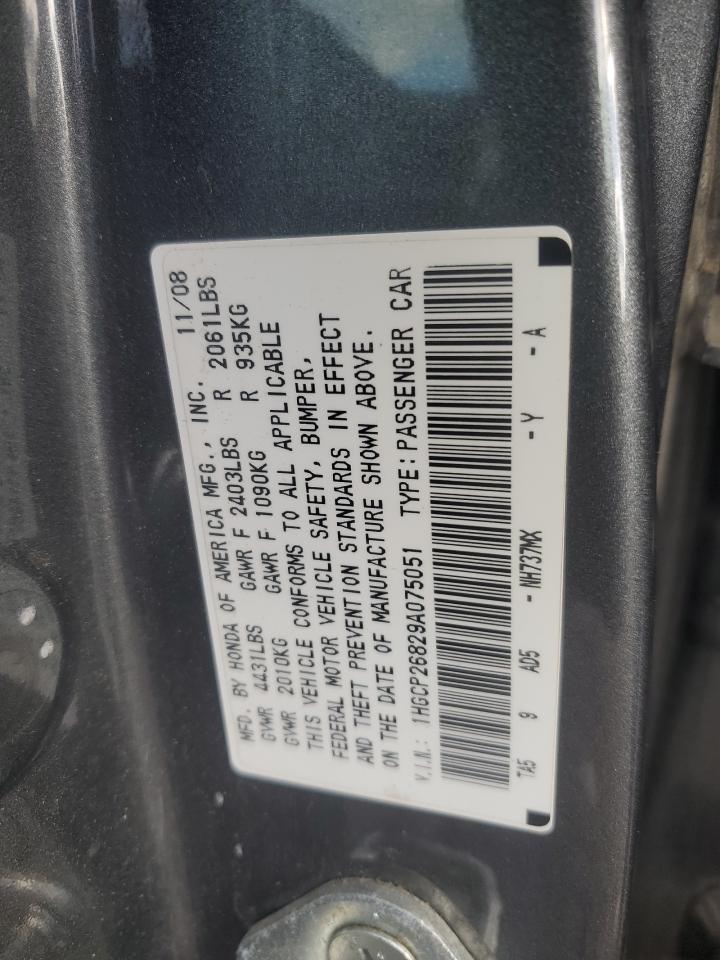 MFD. BY HONDA OF AMERICA MFG., INC. 11/08
GVWR 4431LBS GAWR F 2403LBS R 2061LBS
GVWR 2010KG GAWR F 1090KG R 935KG
THIS VEHICLE CONFORMS TO ALL APPLICABLE
FEDERAL MOTOR VEHICLE SAFETY, BUMPER,
AND THEFT PREVENTION STANDARDS IN EFFECT
ON THE DATE OF MANUFACTURE SHOWN ABOVE.
V.I.N.: 1HGCP26829A075051 TYPE:PASSENGER CAR
TA5 9 AD5 - NH737MX - Y - A